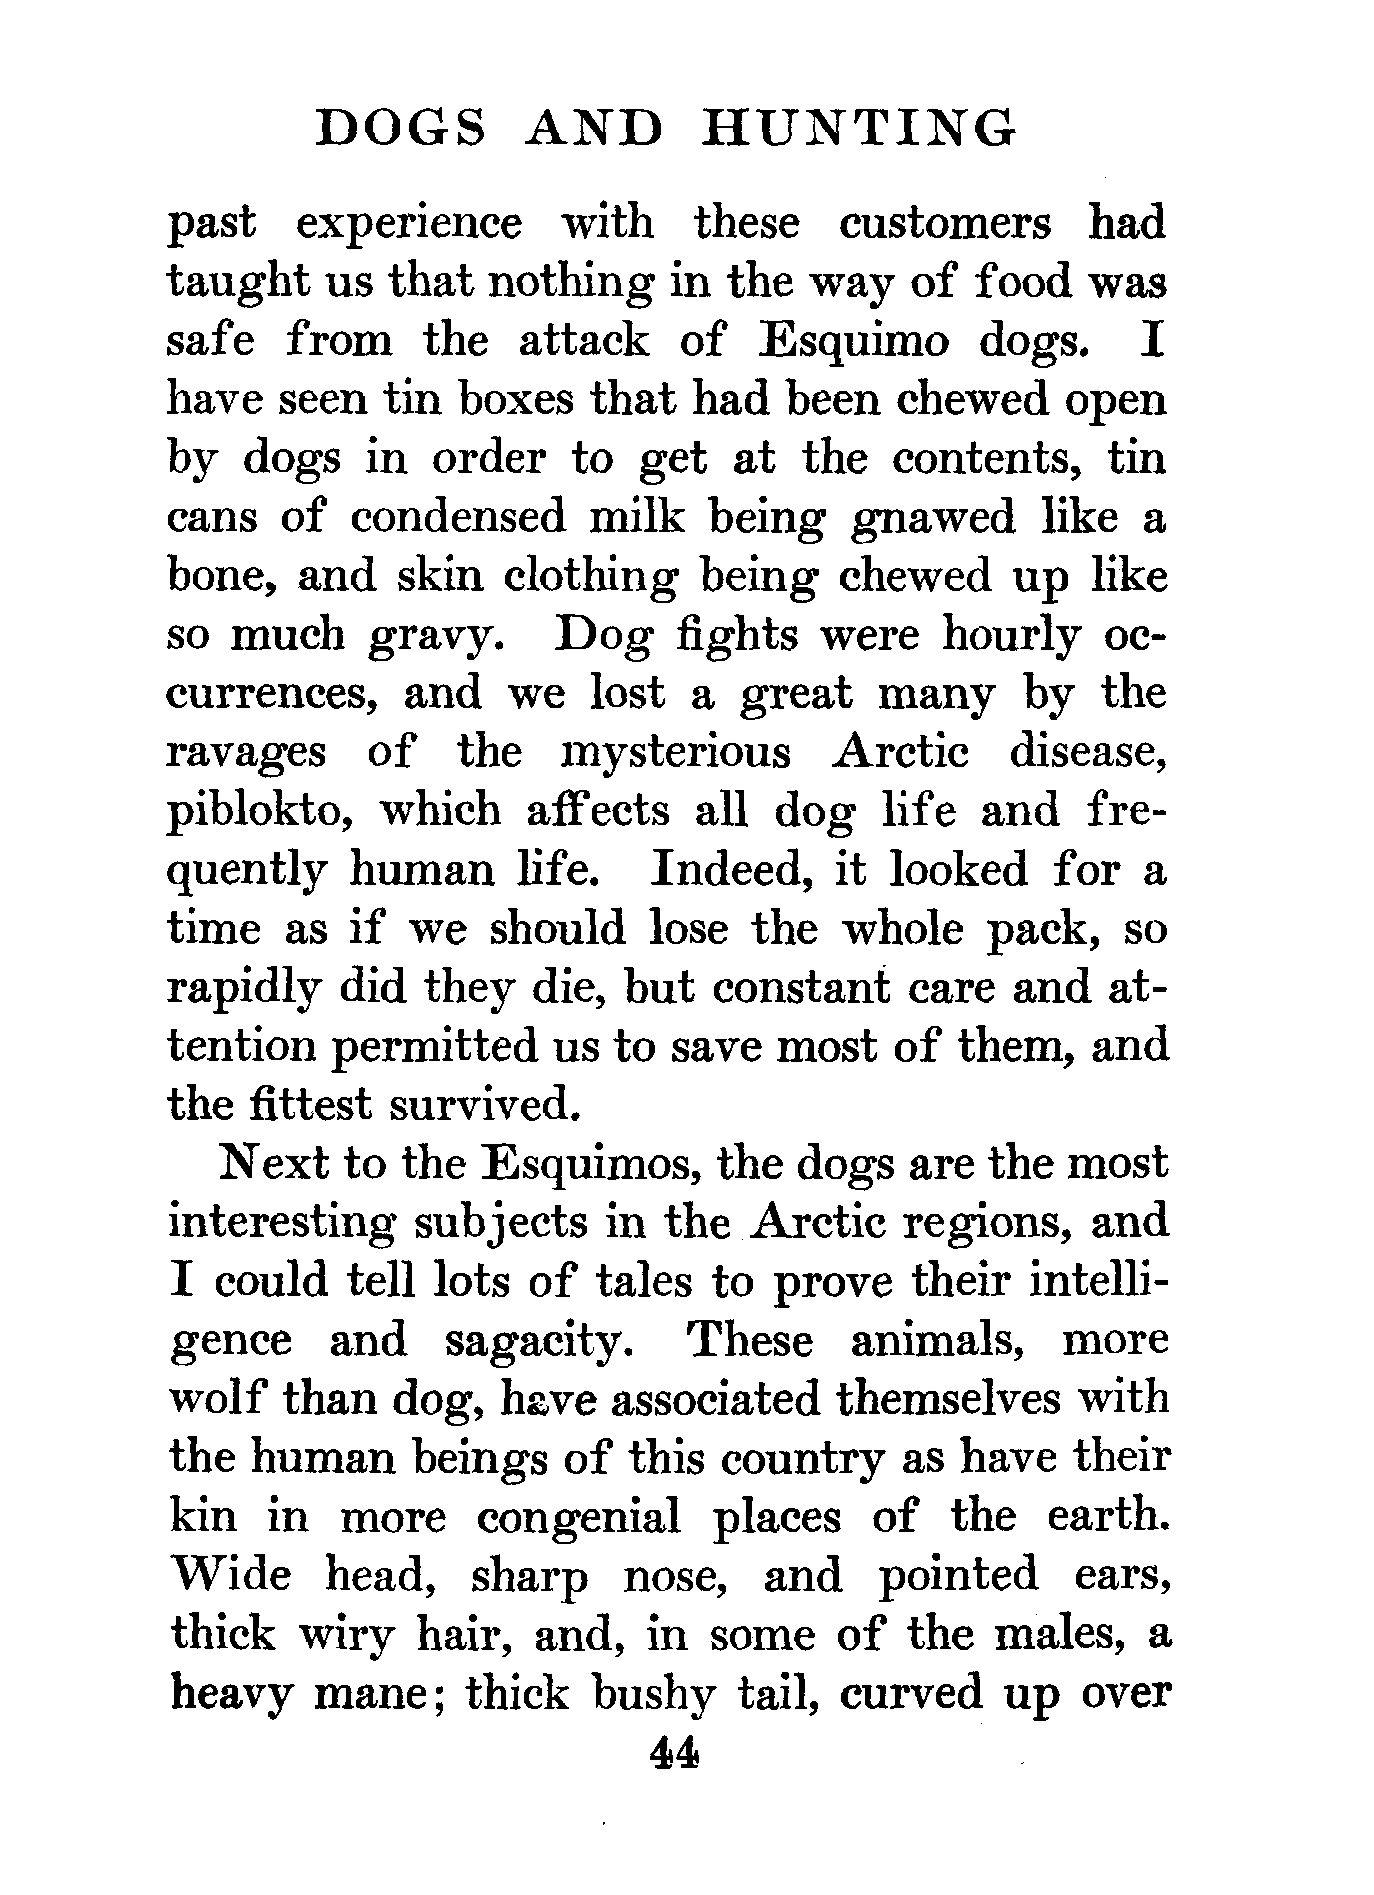 DOGS AND HUNTING
past experience with these customers had
taught us that nothing in the way of food was
safe from the attack of Esquimo dogs. I
have seen tin boxes that had been chewed open
by dogs in order to get at the contents, tin
cans of condensed milk being gnawed like a
bone, and skin clothing being chewed up like
so much gravy. Dog fights were hourly oc-
currences, and we lost a great many by the
ravages of the mysterious Arctic disease,
piblokto, which affects all dog life and fre-
quently human life. Indeed, it looked for a
time as if we should lose the whole pack, so
rapidly did they die, but constant care and at-
tention permitted us to save most of them, and
the fittest survived.
Next to the Esquimos, the dogs are the most
interesting subjects in the Arctic regions, and
I could tell lots of tales to prove their intelli-
gence and sagacity. These animals, more
wolf than dog, have associated themselves with
the human beings of this country as have their
kin in more congenial places of the earth.
Wide head, sharp nose, and pointed ears,
thick wiry hair, and, in some of the males, a
heavy mane; thick bushy tail, curved up over
44